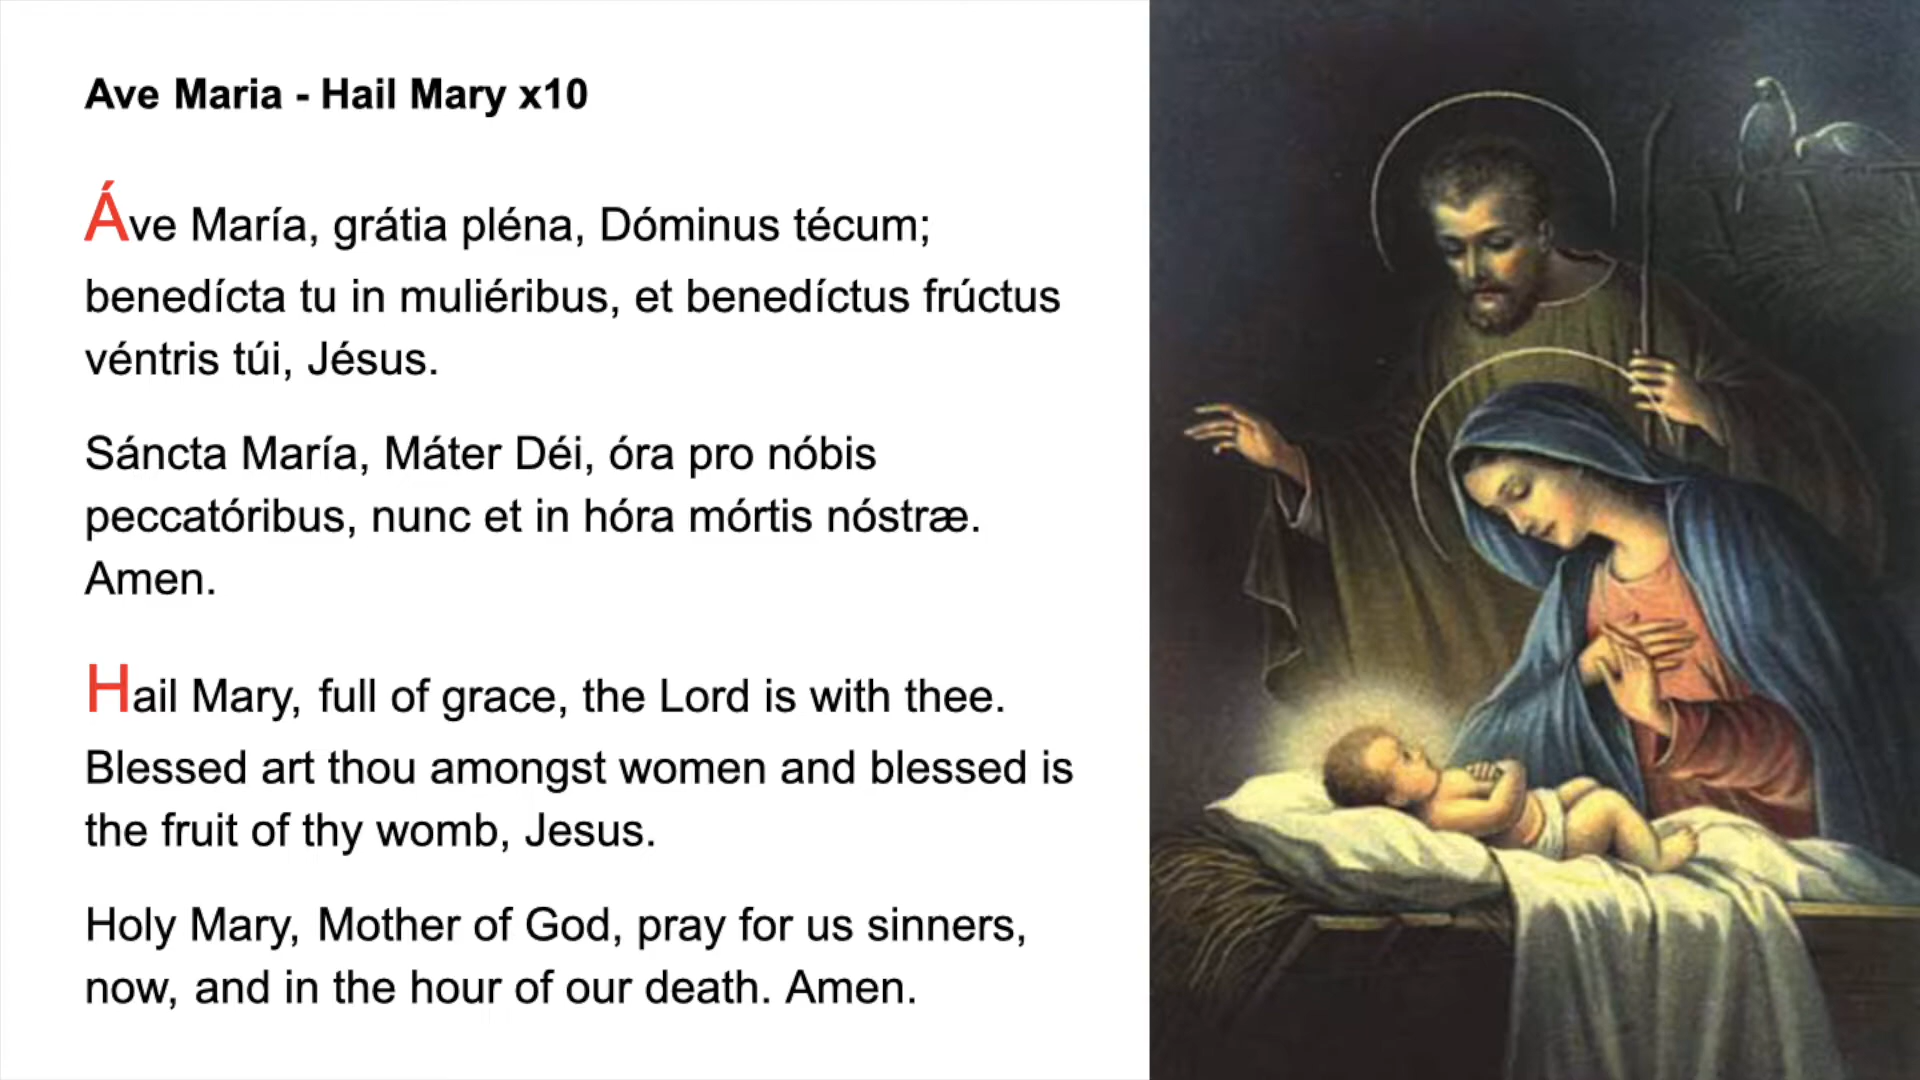 Ave Maria - Hail Mary x10
Áve María, grátia pléna, Dóminus técum;
benedícta tu in muliéribus, et benedíctus frúctus
véntris túi, Jésus.
Sáncta María, Máter Déi, óra pro nóbis
peccatóribus, nunc et in hóra mórtis nóstræ.
Amen.
Hail Mary, full of grace, the Lord is with thee.
Blessed art thou amongst women and blessed is
the fruit of thy womb, Jesus.
Holy Mary, Mother of God, pray for us sinners,
now, and in the hour of our death. Amen.